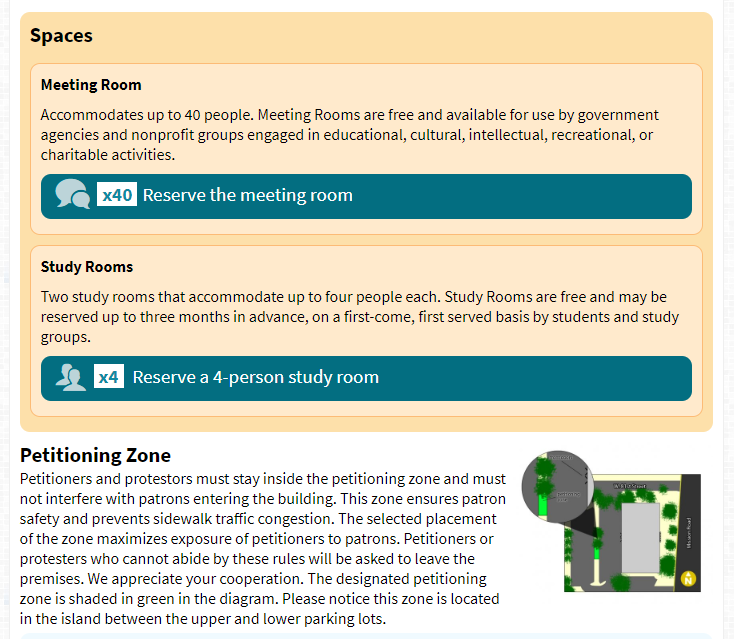 Spaces
Meeting Room
Accommodates up to 40 people. Meeting Rooms are free and available for use by government
agencies and nonprofit groups engaged in educational, cultural, intellectual, recreational, or
charitable activities.
x40 Reserve the meeting room
Study Rooms
Two study rooms that accommodate up to four people each. Study Rooms are free and may be
reserved up to three months in advance, on a first-come, first served basis by students and study
groups.
x4 Reserve a 4-person study room
Petitioning Zone
Petitioners and protestors must stay inside the petitioning zone and must
not interfere with patrons entering the building. This zone ensures patron
safety and prevents sidewalk traffic congestion. The selected placement
of the zone maximizes exposure of petitioners to patrons. Petitioners or
protesters who cannot abide by these rules will be asked to leave the
premises. We appreciate your cooperation. The designated petitioning
zone is shaded in green in the diagram. Please notice this zone is located
in the island between the upper and lower parking lots.
N